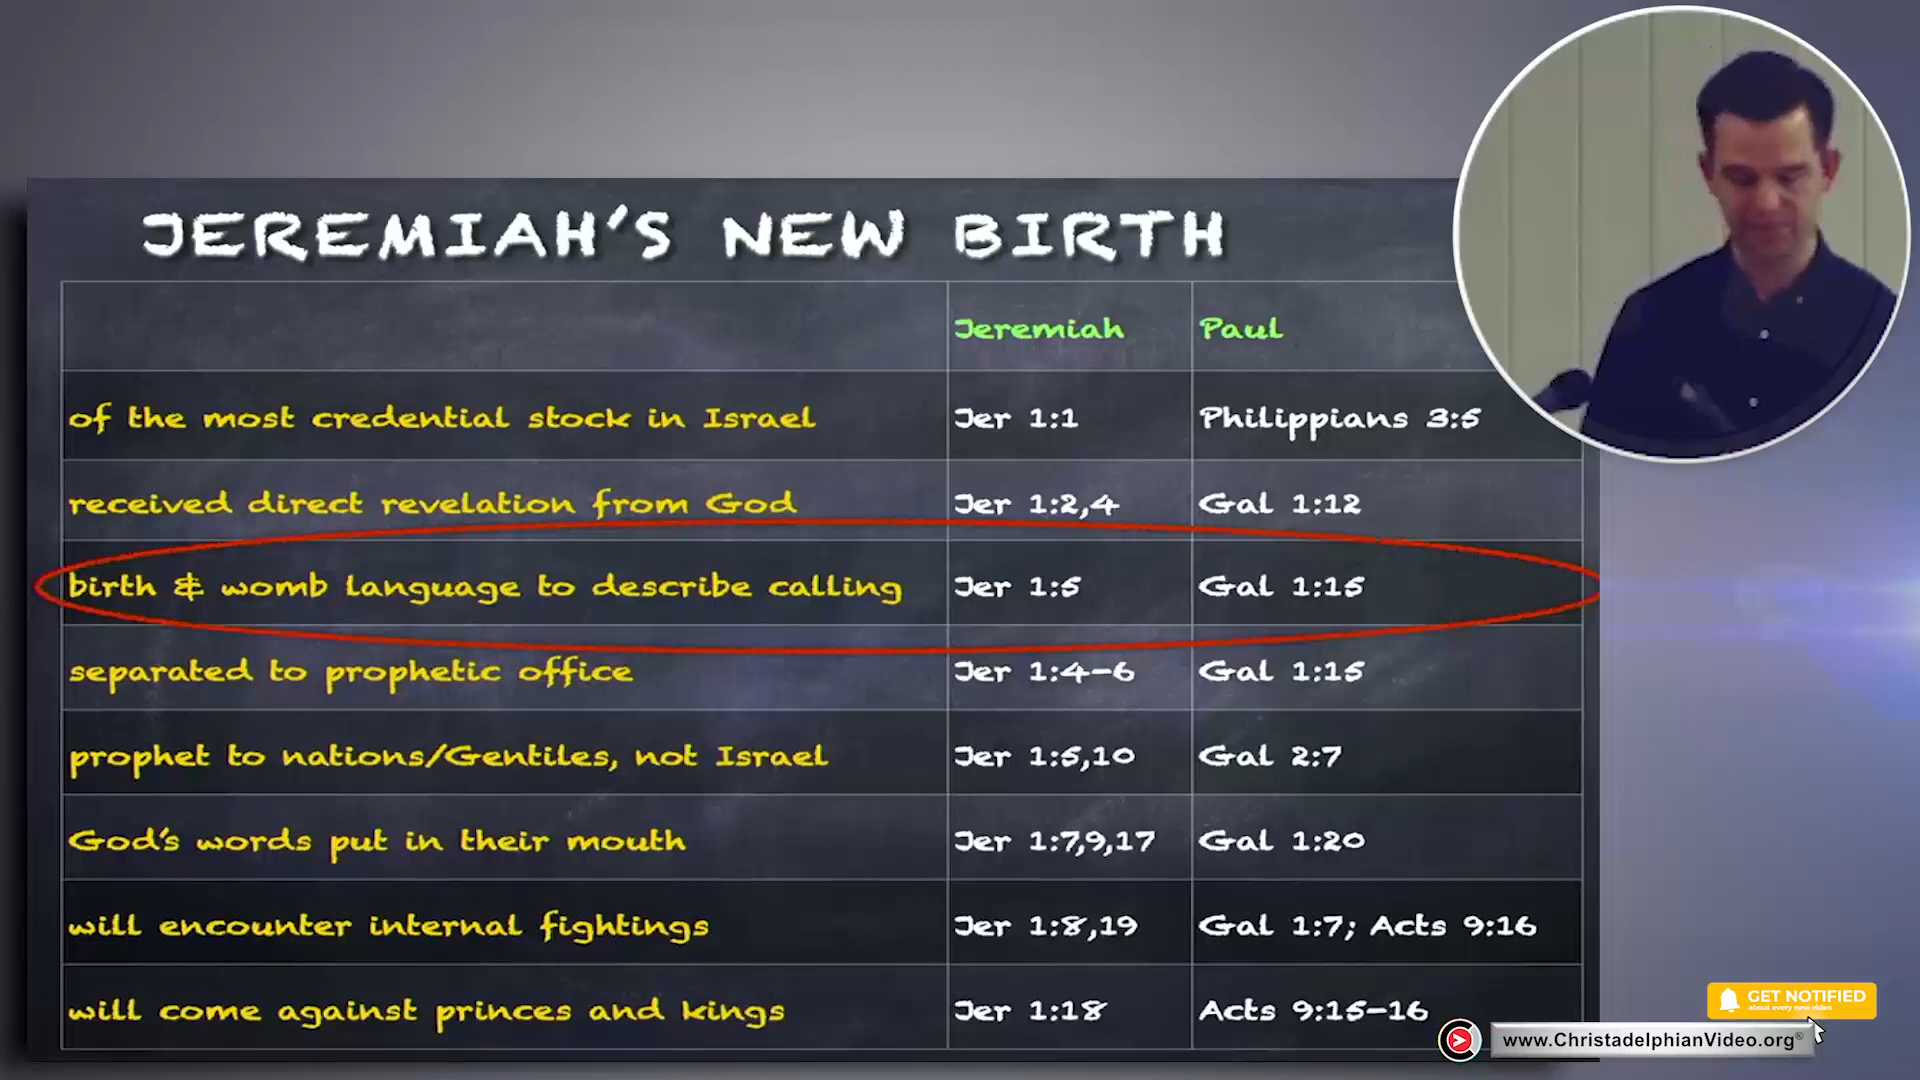 JEREMIAH'S NEW BIRTH
Jeremiah Paul
of the most credential stock in Israel Jer 1:1 Philippians 3:5
received direct revelation from God Jer 1:2,4 Gal 1:12
birth & womb language to describe calling Jer 1:5 Gal 1:15
separated to prophetic office Jer 1:4-6 Gal 1:15
prophet to nations/Gentiles, not Israel Jer 1:5,10 Gal 2:7
God's words put in their mouth Jer 1:7,9,17 Gal 1:20
will encounter internal fightings Jer 1:8,19 Gal 1:7; Acts 9:16
will come against princes and kings Jer 1:18 Acts 9:15-16
GET NOTIFIED
about every new video
www.ChristadelphianVideo.org®